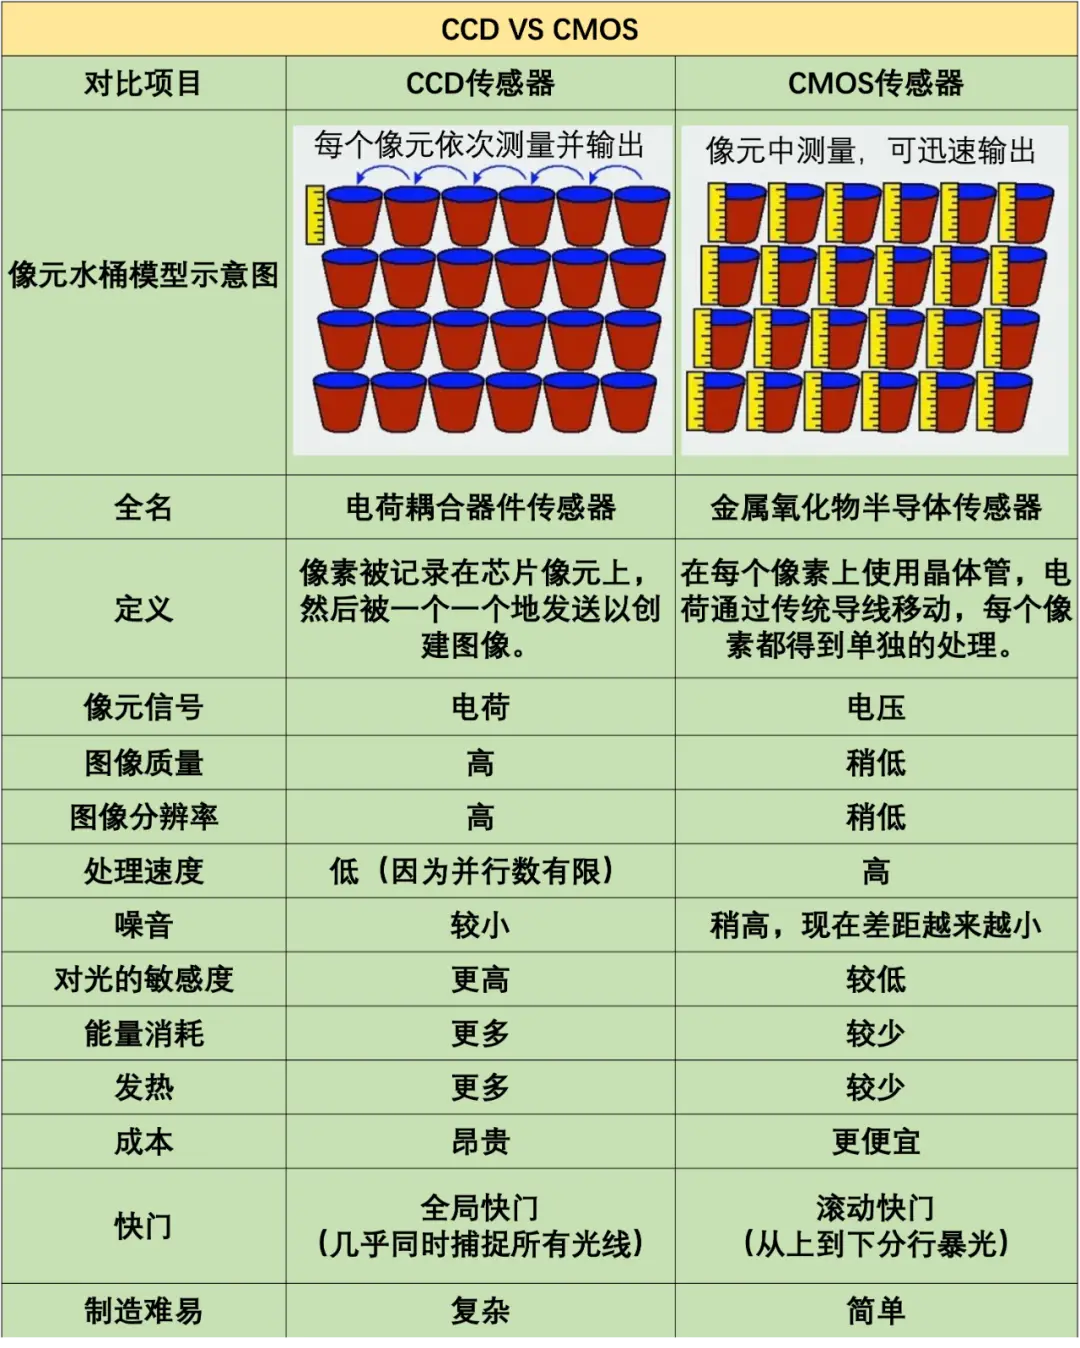 CCD VS CMOS
对比项目 CCD传感器 CMOS传感器
每个像元依次测量并输出
像元中测量，可迅速输出
像元水桶模型示意图
全名 电荷耦合器件传感器 金属氧化物半导体传感器
定义
像素被记录在芯片像元上，
然后被一个一个地发送以创
建图像。
在每个像素上使用晶体管，电
荷通过传统导线移动，每个像
素都得到单独的处理。
像元信号 电荷 电压
图像质量 高 稍低
图像分辨率 高 稍低
处理速度 低（因为并行数有限） 高
噪音 较小 稍高，现在差距越来越小
对光的敏感度 更高 较低
能量消耗 更多 较少
发热 更多 较少
成本 昂贵 更便宜
快门
全局快门
（几乎同时捕捉所有光线）
滚动快门
（从上到下分行暴光）
制造难易 复杂 简单